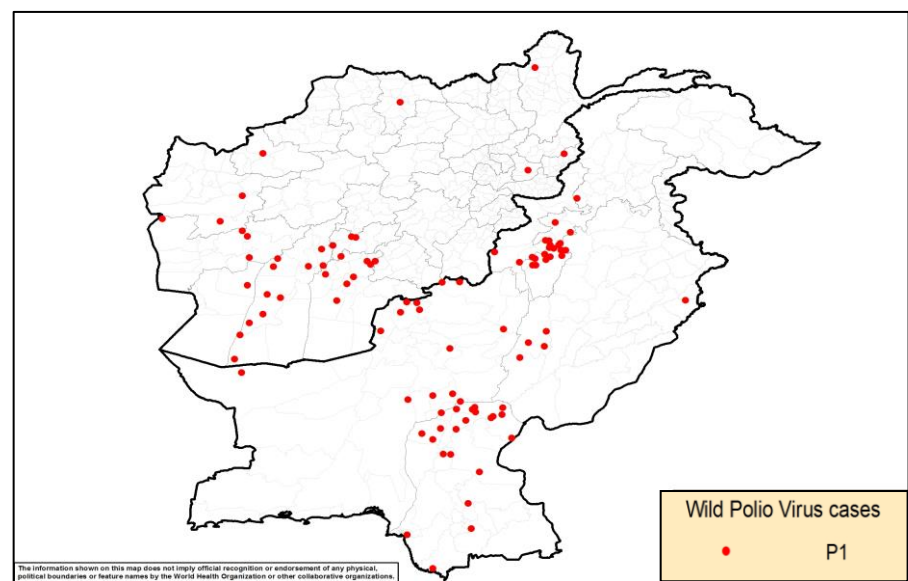 Wild Polio Virus cases
P1
The information shown on this map does not imply official recognition or endorsement of any physical,
political boundaries or feature names by the World Health Organization or other collaborative organizations.